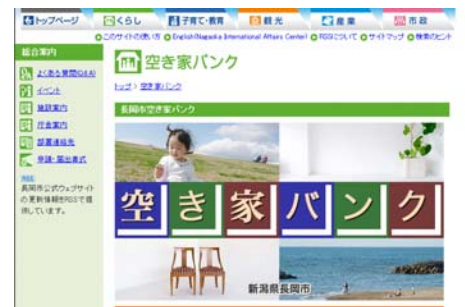 トップページ
くらし
子育て・教育
観光
産業
市政
このサイトの使い方 English(Nagaoka International Affairs Center) RSSについて サイトマップ 検索のヒント
総合案内
よくある質問(Q&A)
イベント
施設案内
庁舎案内
部署連絡先
申請・届出書式
長岡市公式ウェブサイトの更新情報をRSSで提供しています。
空き家バンク
トップ > 空き家バンク
長岡市空き家バンク
空き家バンク
新潟県長岡市